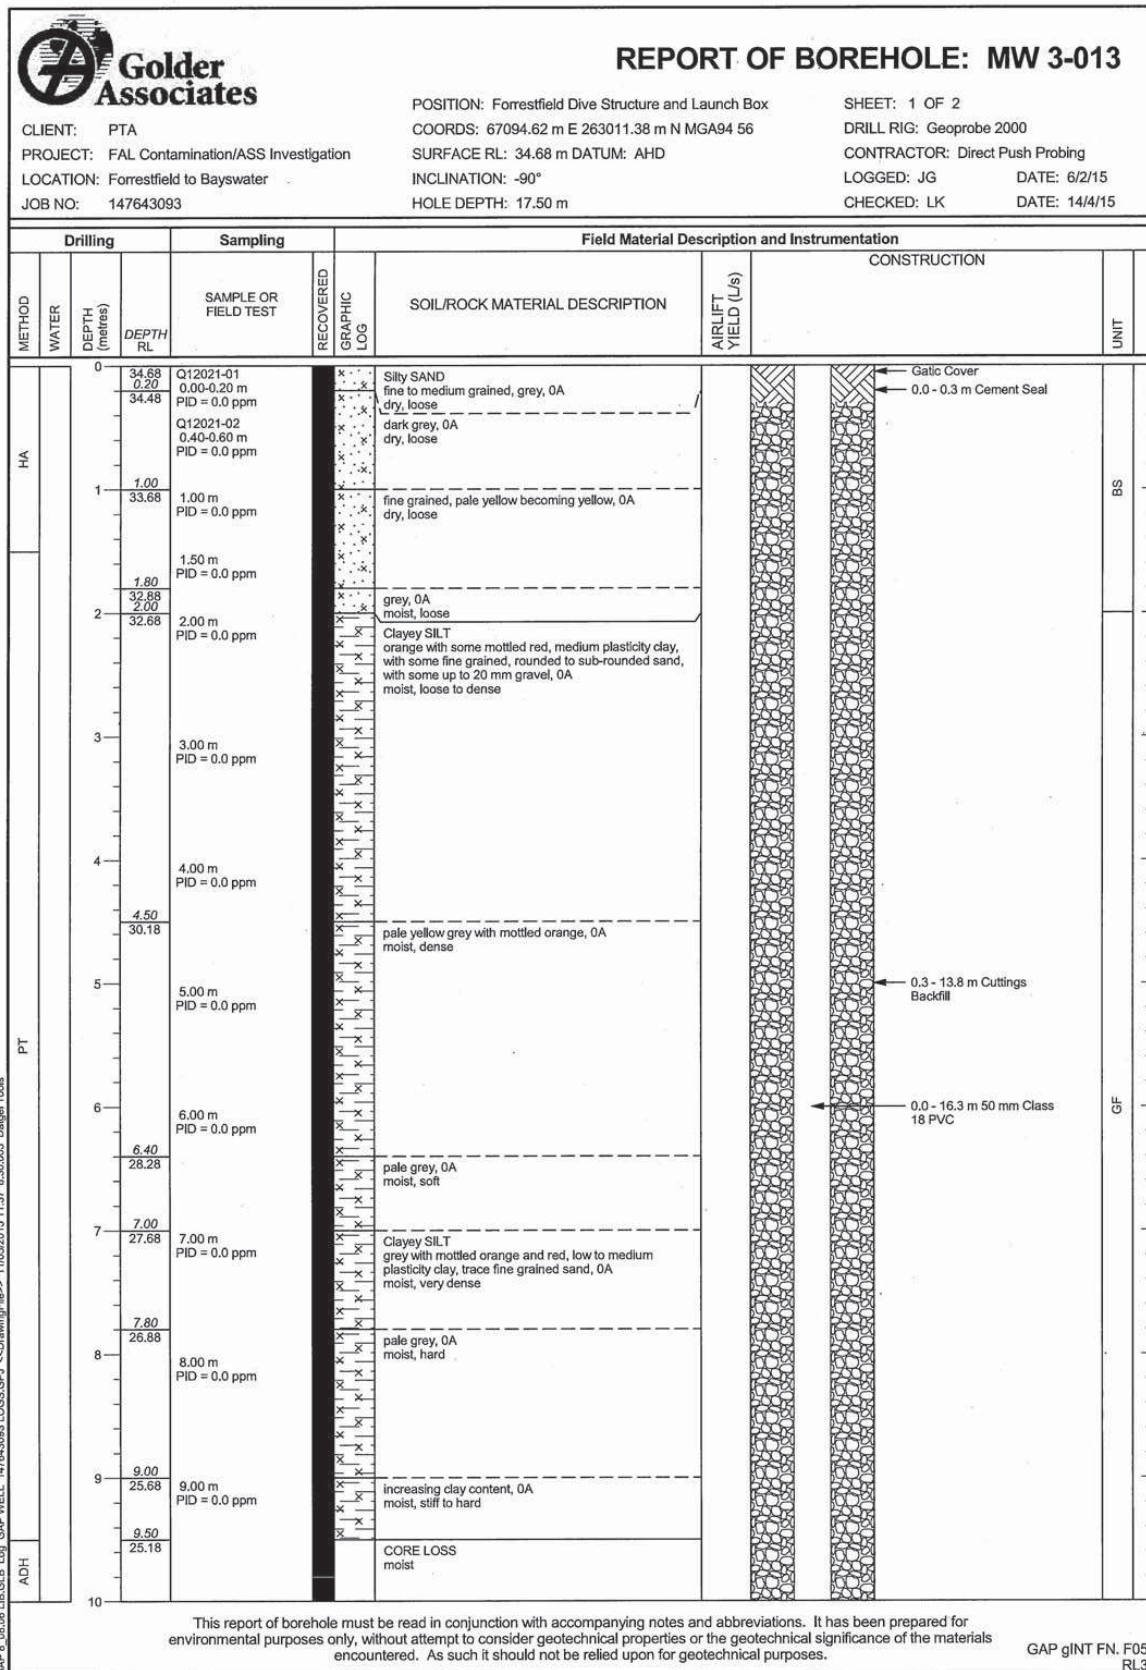 Golder
Associates
REPORT OF BOREHOLE: MW 3-013
CLIENT: PTA
PROJECT: FAL Contamination/ASS Investigation
LOCATION: Forrestfield to Bayswater
JOB NO: 147643093
POSITION: Forrestfield Dive Structure and Launch Box
COORDS: 67094.62 m E 263011.38 m N MGA94 56
SURFACE RL: 34.68 m DATUM: AHD
INCLINATION: -90°
HOLE DEPTH: 17.50 m
SHEET: 1 OF 2
DRILL RIG: Geoprobe 2000
CONTRACTOR: Direct Push Probing
LOGGED: JG DATE: 6/2/15
CHECKED: LK DATE: 14/4/15
Drilling Sampling Field Material Description and Instrumentation
METHOD
WATER
DEPTH
(metres)
DEPTH
RL
SAMPLE OR
FIELD TEST
RECOVERED
GRAPHIC
LOG
SOIL/ROCK MATERIAL DESCRIPTION
AIRLIFT
YIELD (L/s)
CONSTRUCTION
UNIT
HA
PT
ADH
0
1
2
3
4
5
6
7
8
9
10
34.68
0.20
34.48
1.00
33.68
1.80
32.88
2.00
32.68
4.50
30.18
6.40
28.28
7.00
27.68
7.80
26.88
9.00
25.68
9.50
25.18
Q12021-01
0.00-0.20 m
PID = 0.0 ppm
Q12021-02
0.40-0.60 m
PID = 0.0 ppm
1.00 m
PID = 0.0 ppm
1.50 m
PID = 0.0 ppm
2.00 m
PID = 0.0 ppm
3.00 m
PID = 0.0 ppm
4.00 m
PID = 0.0 ppm
5.00 m
PID = 0.0 ppm
6.00 m
PID = 0.0 ppm
7.00 m
PID = 0.0 ppm
8.00 m
PID = 0.0 ppm
9.00 m
PID = 0.0 ppm
Silty SAND
fine to medium grained, grey, 0A
dry, loose
dark grey, 0A
dry, loose
fine grained, pale yellow becoming yellow, 0A
dry, loose
grey, 0A
moist, loose
Clayey SILT
orange with some mottled red, medium plasticity clay,
with some fine grained, rounded to sub-rounded sand,
with some up to 20 mm gravel, 0A
moist, loose to dense
pale yellow grey with mottled orange, 0A
moist, dense
pale grey, 0A
moist, soft
Clayey SILT
grey with mottled orange and red, low to medium
plasticity clay, trace fine grained sand, 0A
moist, very dense
pale grey, 0A
moist, hard
increasing clay content, 0A
moist, stiff to hard
CORE LOSS
moist
Gatic Cover
0.0 - 0.3 m Cement Seal
0.3 - 13.8 m Cuttings
Backfill
0.0 - 16.3 m 50 mm Class
18 PVC
BS
GF
This report of borehole must be read in conjunction with accompanying notes and abbreviations. It has been prepared for
environmental purposes only, without attempt to consider geotechnical properties or the geotechnical significance of the materials
encountered. As such it should not be relied upon for geotechnical purposes.
GAP gINT FN. F05
RL3